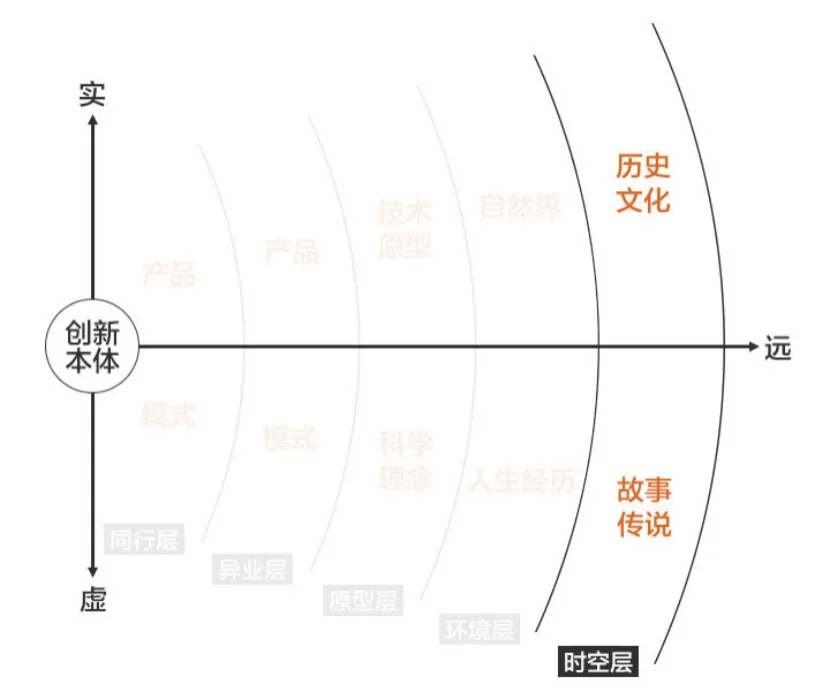 实
历史
文化
自然界
技术
原型
产品
产品
创新
本体
远
模式
模式
科学
理念
人生经历
故事
传说
同行层
异业层
原型层
环境层
时空层
虚